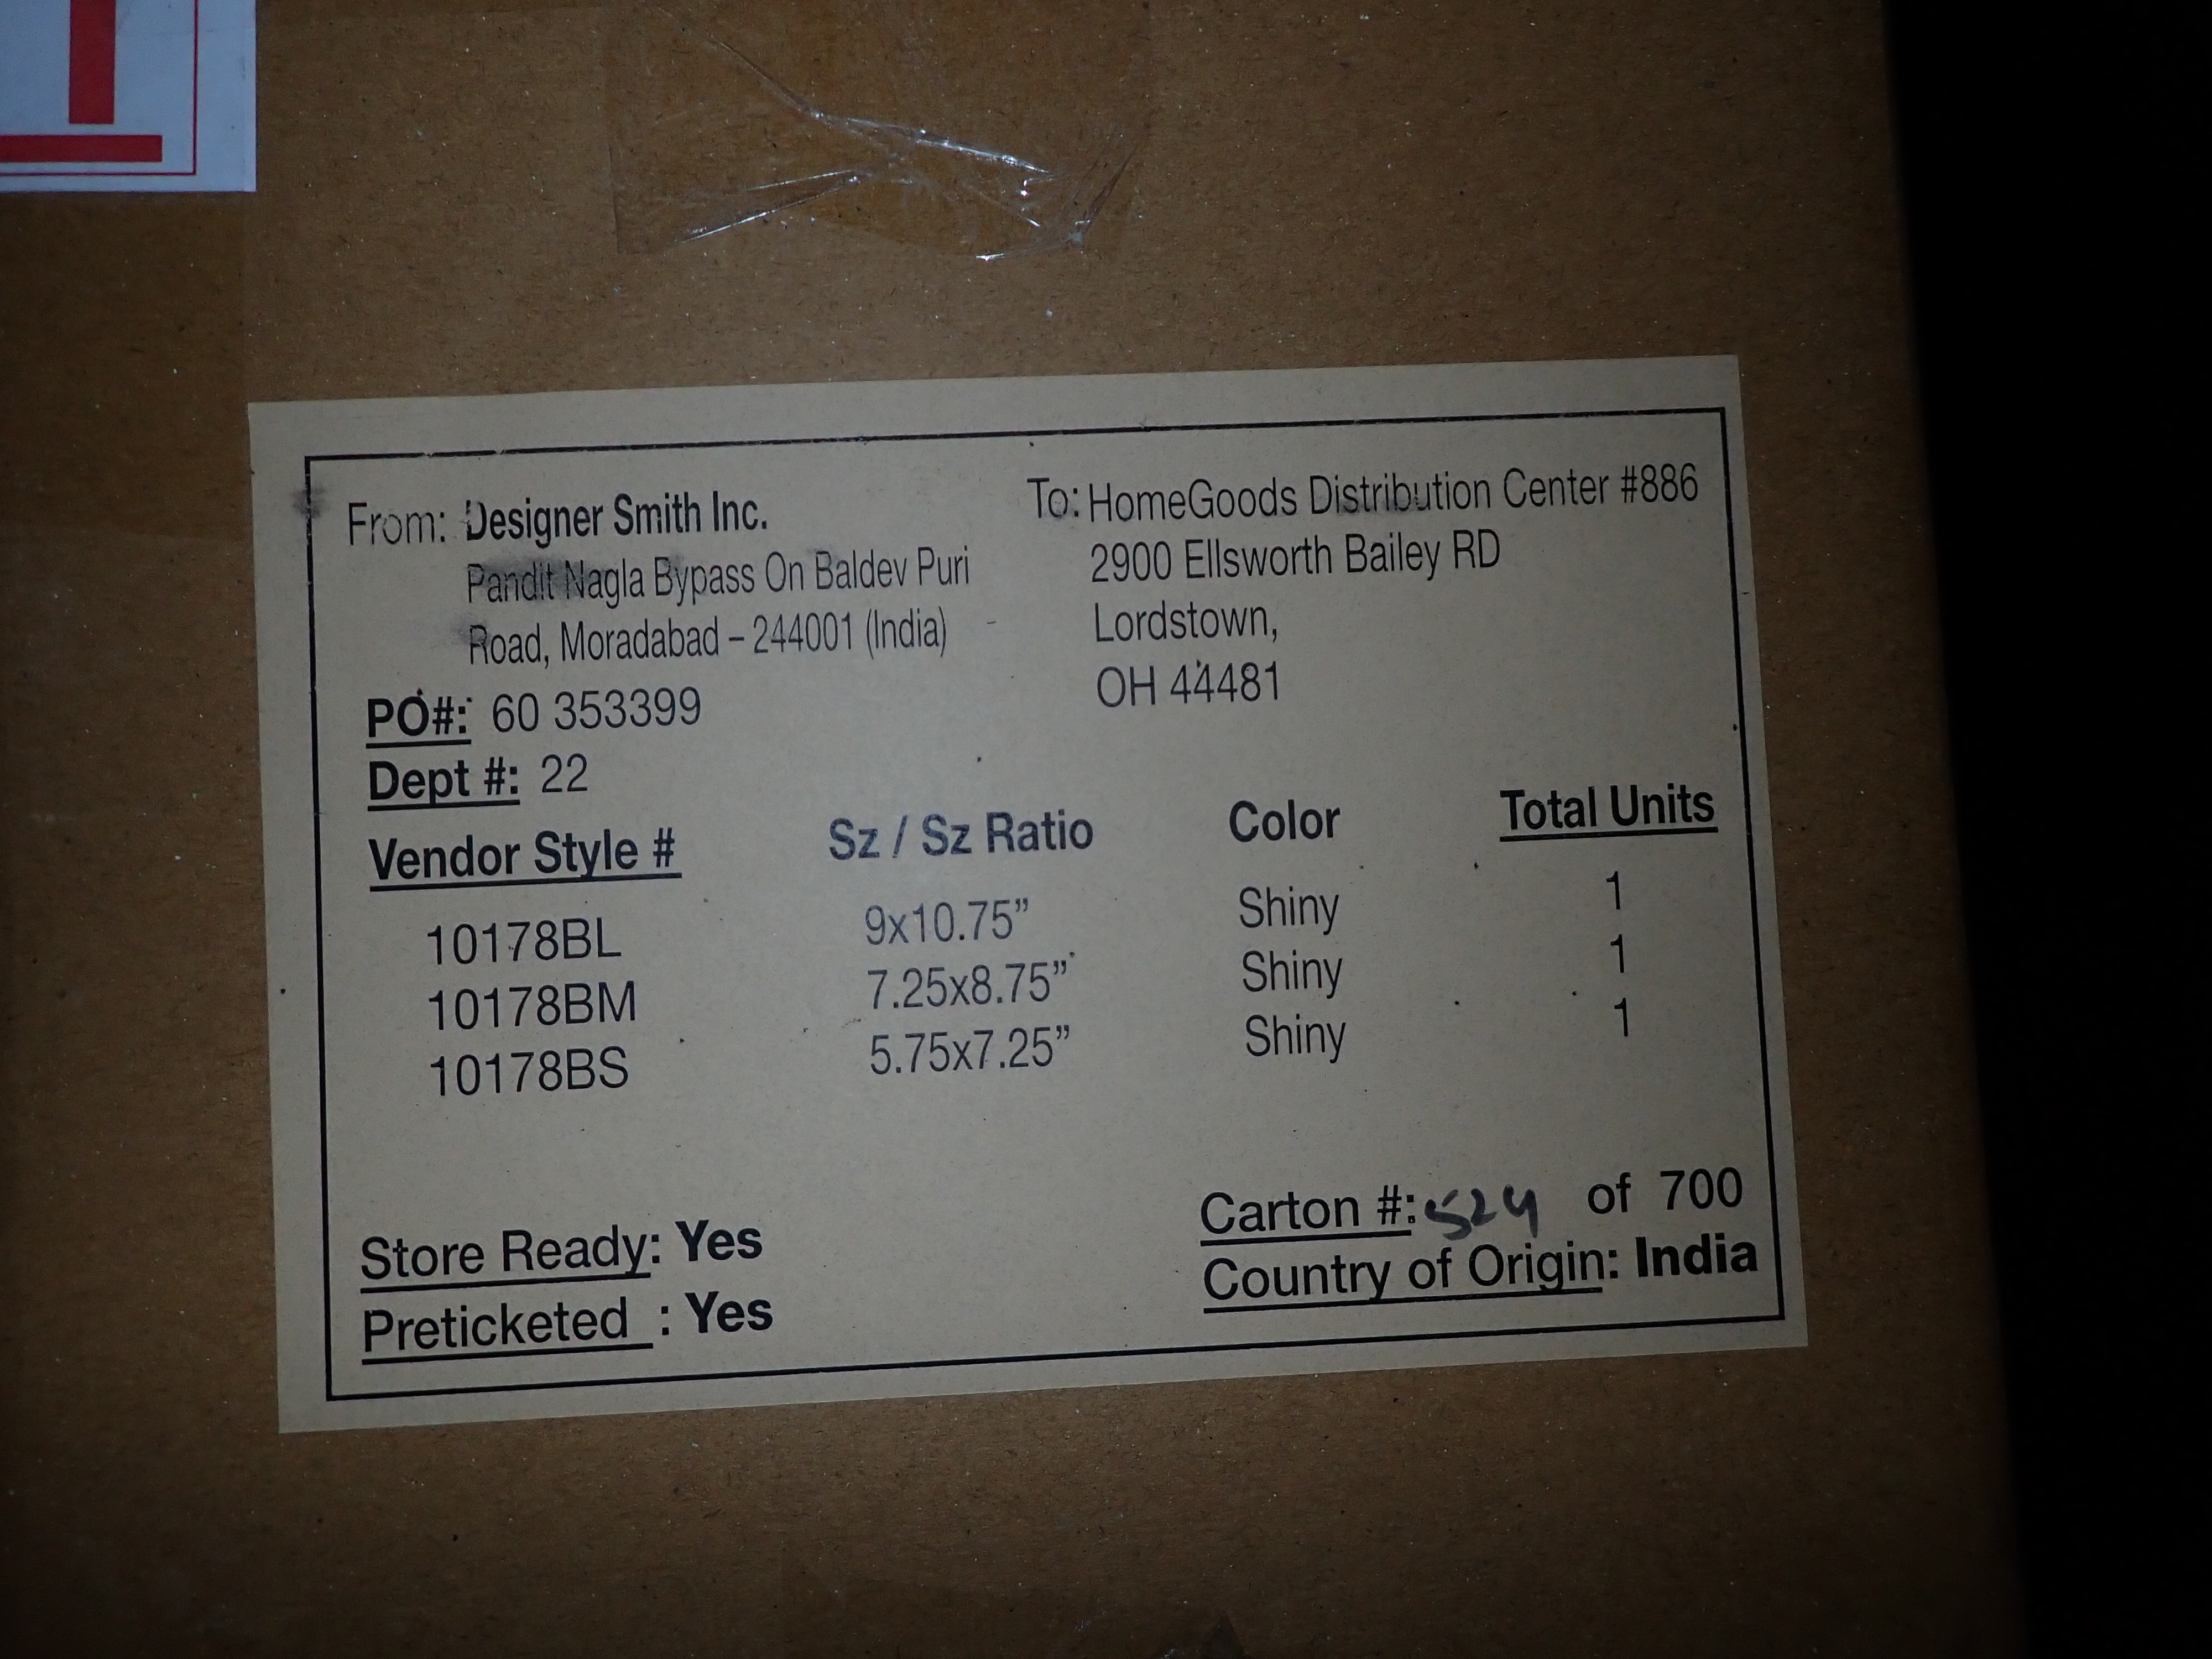 From: Designer Smith Inc.
Pandit Nagla Bypass On Baldev Puri
Road, Moradabad – 244001 (India)
To: HomeGoods Distribution Center #886
2900 Ellsworth Bailey RD
Lordstown,
OH 44481
PO#: 60 353399
Dept #: 22
Vendor Style # Sz / Sz Ratio Color Total Units
10178BL 9x10.75” Shiny 1
10178BM 7.25x8.75” Shiny 1
10178BS 5.75x7.25” Shiny 1
Store Ready: Yes
Preticketed : Yes
Carton #: 524 of 700
Country of Origin: India